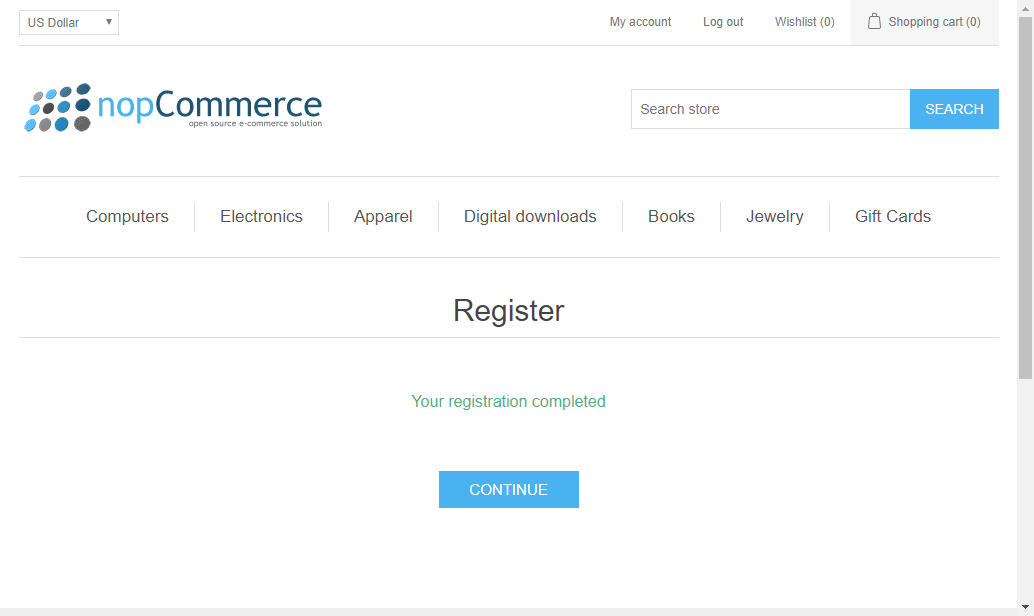 US Dollar My account Log out Wishlist (0) Shopping cart (0)
nopCommerce
open source e-commerce solution
Search store SEARCH
Computers Electronics Apparel Digital downloads Books Jewelry Gift Cards
Register
Your registration completed
CONTINUE